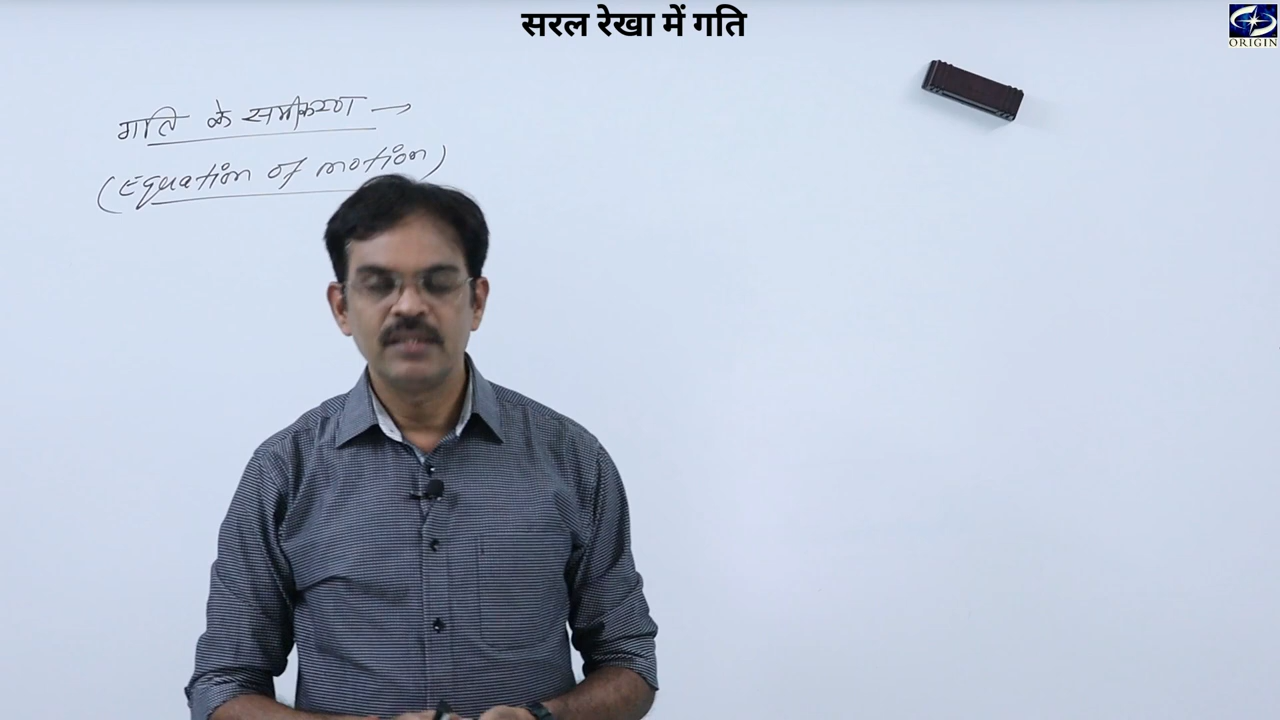 सरल रेखा में गति
ORIGIN
गति के समीकरण →
(Equation of motion)